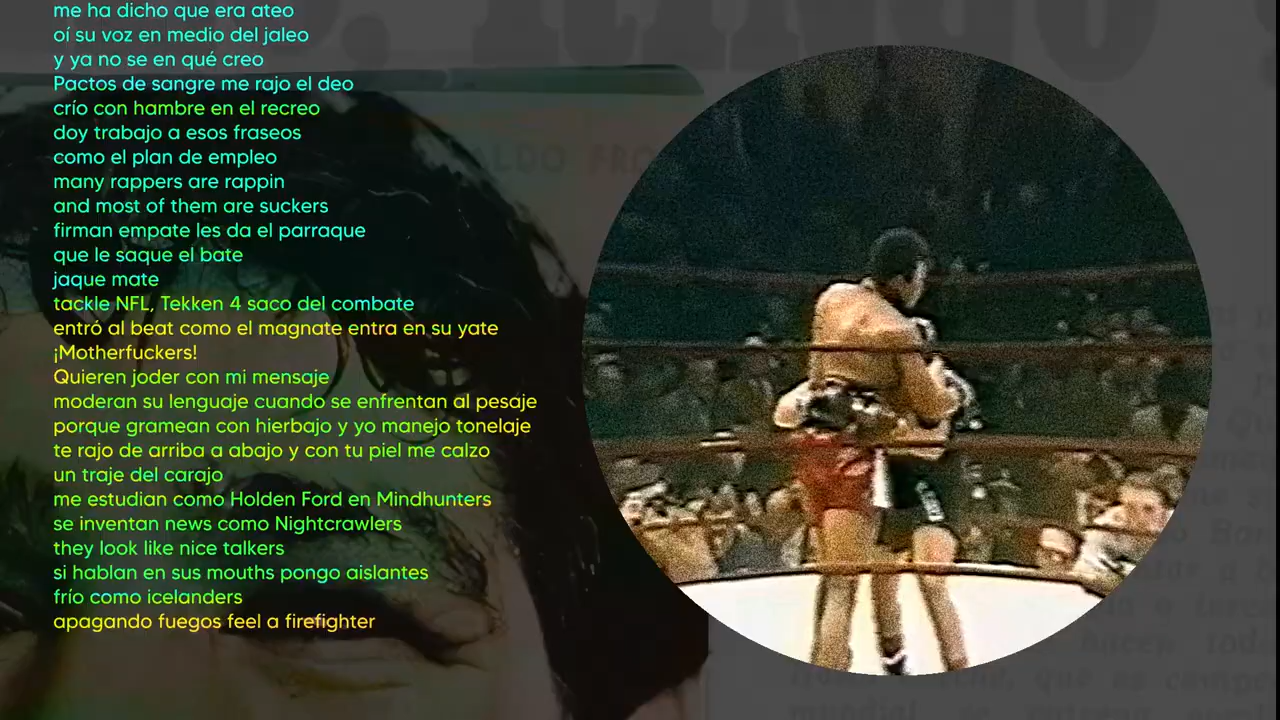 me ha dicho que era ateo
oí su voz en medio del jaleo
y ya no se en qué creo
Pactos de sangre me rajo el deo
crío con hambre en el recreo
doy trabajo a esos fraseos
como el plan de empleo
many rappers are rappin
and most of them are suckers
firman empate les da el parraque
que le saque el bate
jaque mate
tackle NFL, Tekken 4 saco del combate
entró al beat como el magnate entra en su yate
¡Motherfuckers!
Quieren joder con mi mensaje
moderan su lenguaje cuando se enfrentan al pesaje
porque gramean con hierbajo y yo manejo tonelaje
te rajo de arriba a abajo y con tu piel me calzo
un traje del carajo
me estudian como Holden Ford en Mindhunters
se inventan news como Nightcrawlers
they look like nice talkers
si hablan en sus mouths pongo aislantes
frío como icelanders
apagando fuegos feel a firefighter